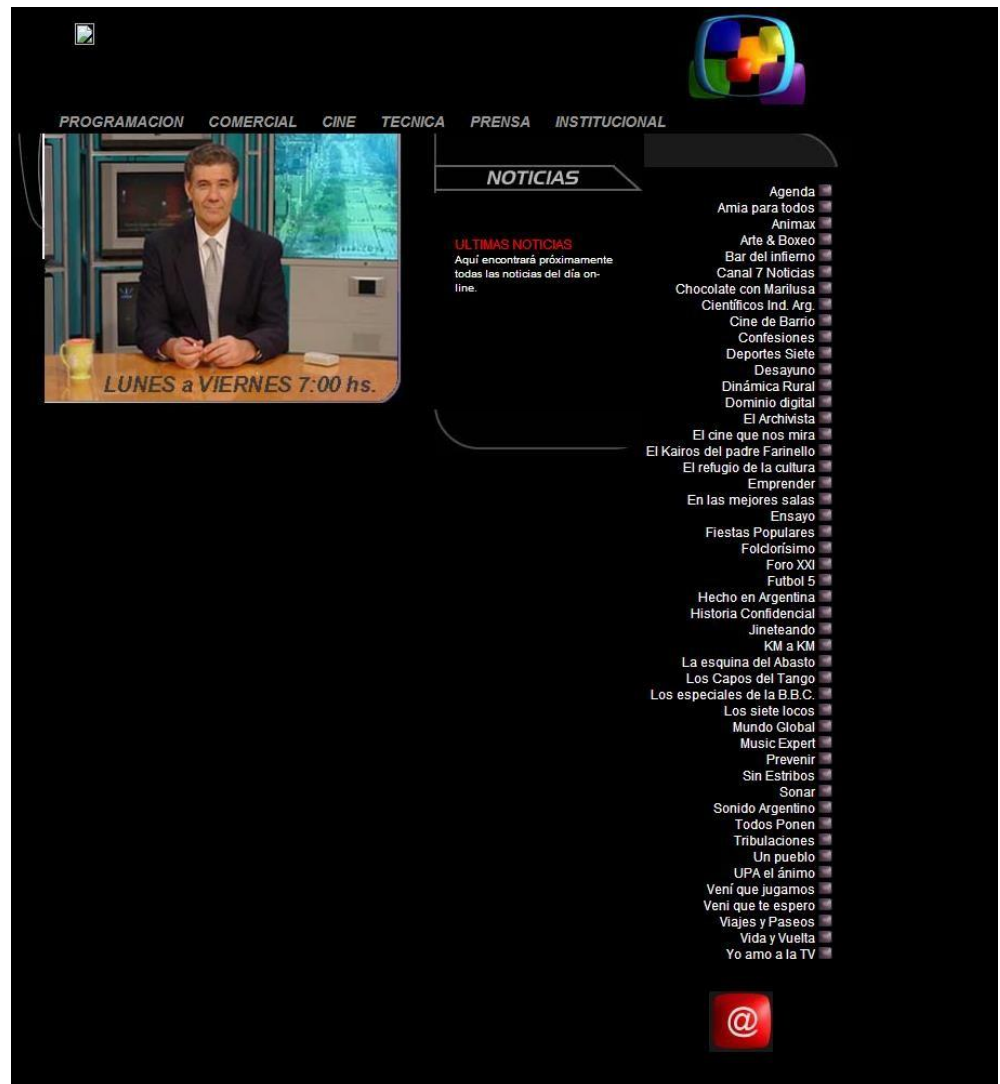 PROGRAMACION COMERCIAL CINE TECNICA PRENSA INSTITUCIONAL
LUNES a VIERNES 7:00 hs.
NOTICIAS
ULTIMAS NOTICIAS
Aquí encontrará próximamente
todas las noticias del día on-
line.
Agenda
Amia para todos
Animax
Arte & Boxeo
Bar del infierno
Canal 7 Noticias
Chocolate con Marilusa
Científicos Ind. Arg.
Cine de Barrio
Confesiones
Deportes Siete
Desayuno
Dinámica Rural
Dominio digital
El Archivista
El cine que nos mira
El Kairos del padre Farinello
El refugio de la cultura
Emprender
En las mejores salas
Ensayo
Fiestas Populares
Folclorísimo
Foro XXI
Futbol 5
Hecho en Argentina
Historia Confidencial
Jineteando
KM a KM
La esquina del Abasto
Los Capos del Tango
Los especiales de la B.B.C.
Los siete locos
Mundo Global
Music Expert
Prevenir
Sin Estribos
Sonar
Sonido Argentino
Todos Ponen
Tribulaciones
Un pueblo
UPA el ánimo
Vení que jugamos
Veni que te espero
Viajes y Paseos
Vida y Vuelta
Yo amo a la TV
@